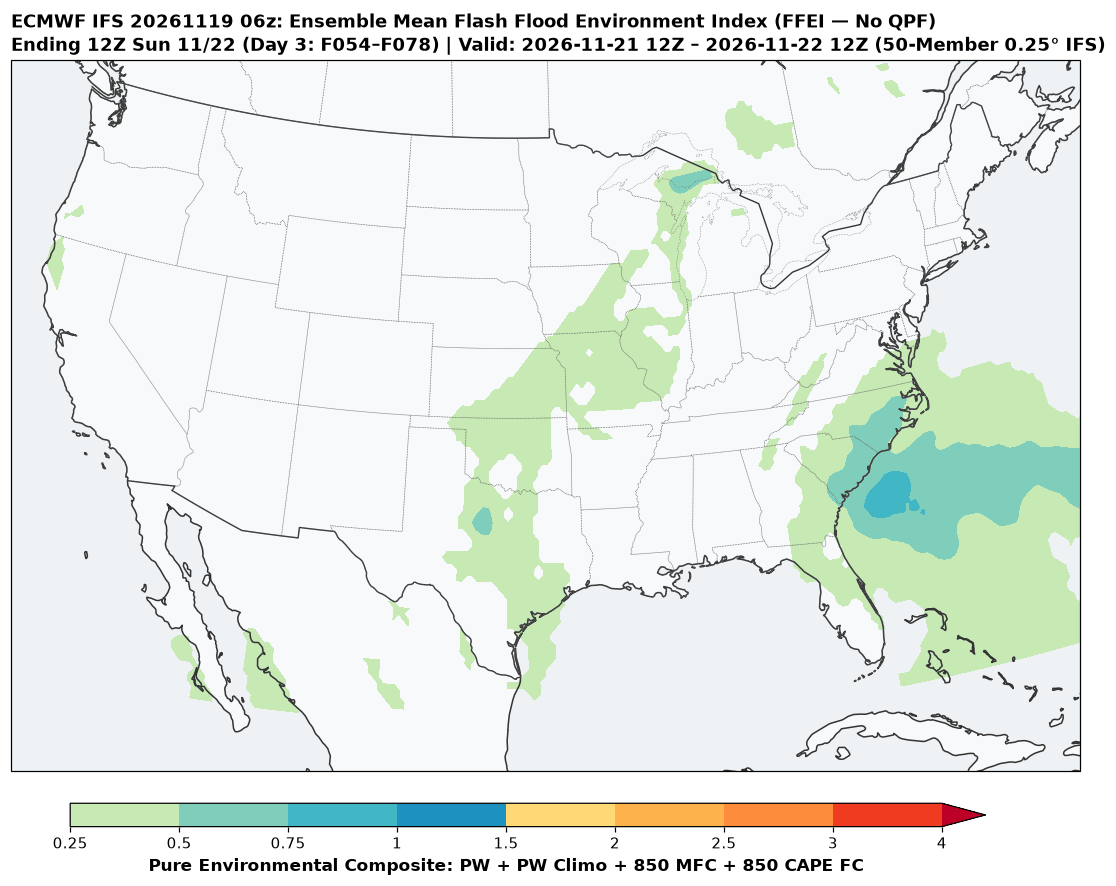 ECMWF IFS 20261119 06z: Ensemble Mean Flash Flood Environment Index (FFEI — No QPF)
Ending 12Z Sun 11/22 (Day 3: F054–F078) | Valid: 2026-11-21 12Z – 2026-11-22 12Z (50-Member 0.25° IFS)
0.25 0.5 0.75 1 1.5 2 2.5 3 4
Pure Environmental Composite: PW + PW Climo + 850 MFC + 850 CAPE FC